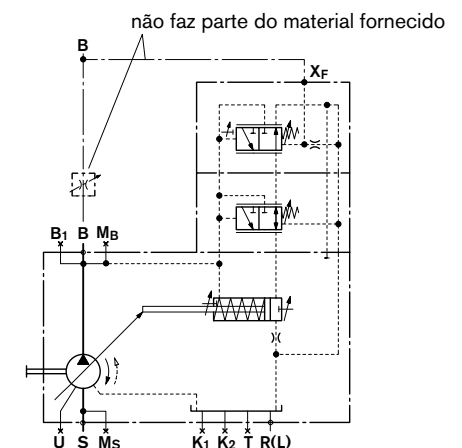 não faz parte do material fornecido
B
XF
B1 B MB
U S MS K1 K2 T R(L)